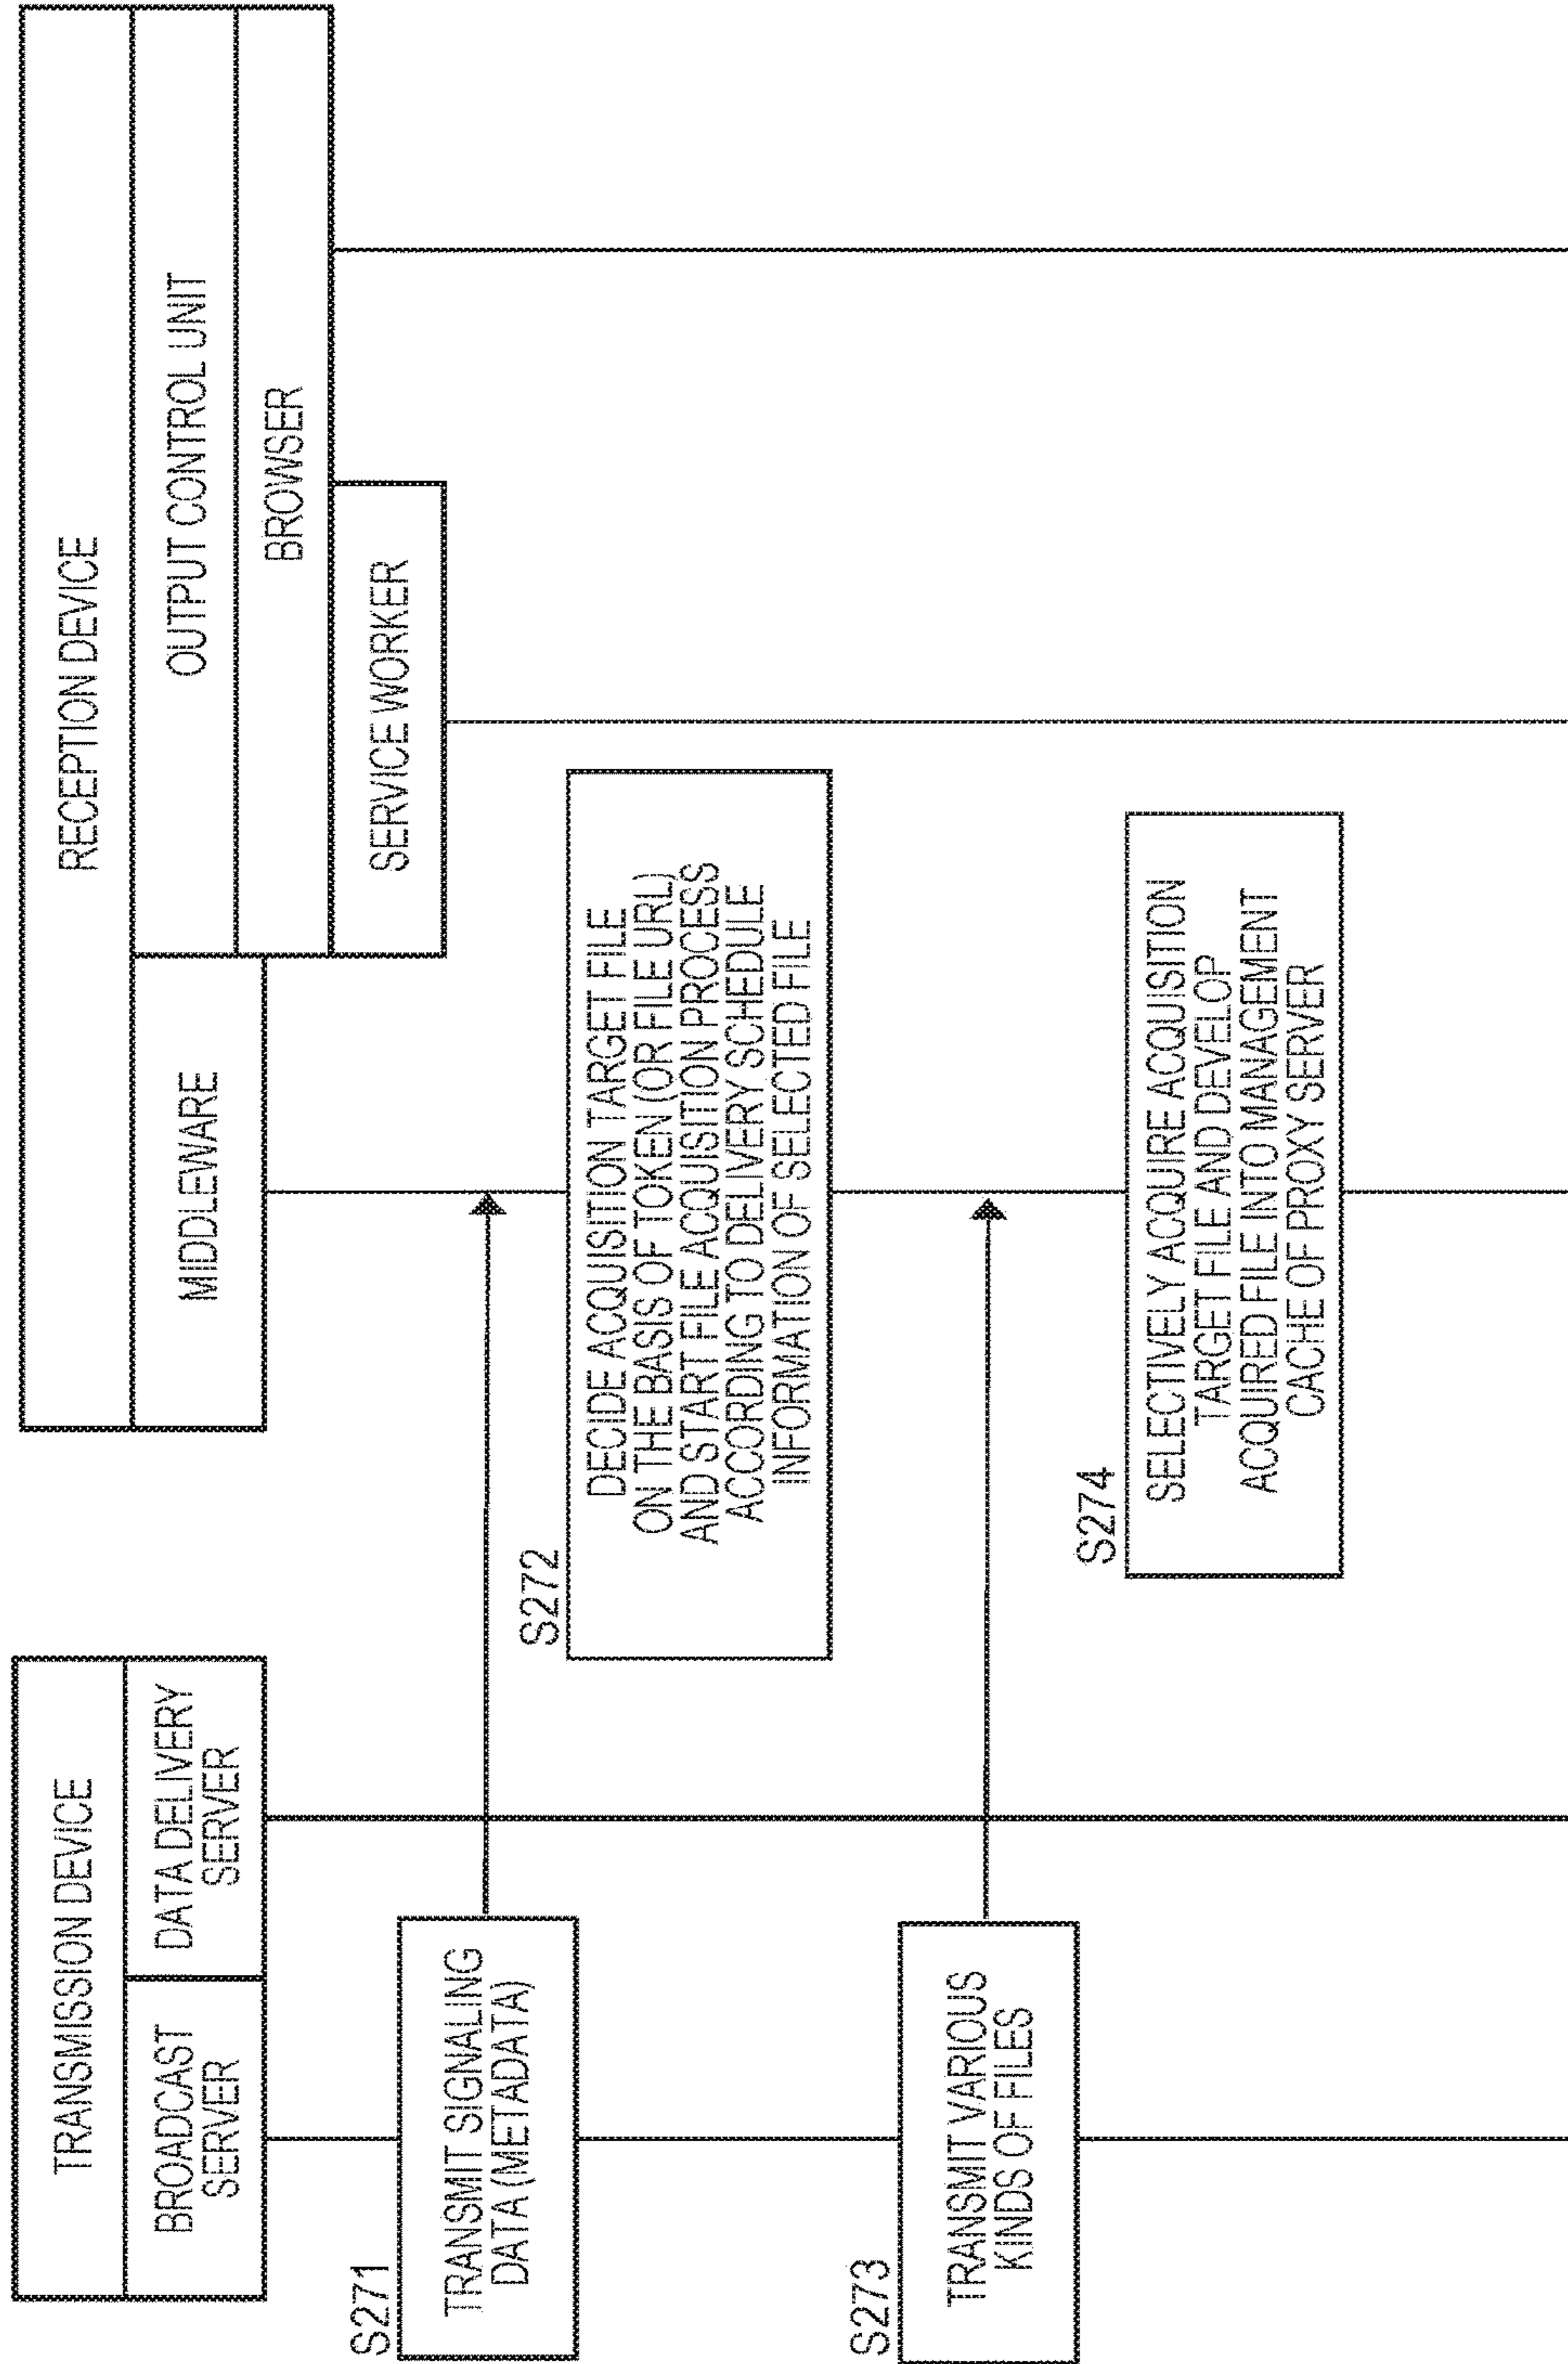 TRANSMISSION DEVICE
BROADCAST
SERVER
DATA DELIVERY
SERVER
RECEPTION DEVICE
MIDDLEWARE
OUTPUT CONTROL UNIT
BROWSER
SERVICE WORKER
S271
TRANSMIT SIGNALING
DATA (METADATA)
S272
DECIDE ACQUISITION TARGET FILE
ON THE BASIS OF TOKEN (OR FILE URL)
AND START FILE ACQUISITION PROCESS
ACCORDING TO DELIVERY SCHEDULE
INFORMATION OF SELECTED FILE
S273
TRANSMIT VARIOUS
KINDS OF FILES
S274
SELECTIVELY ACQUIRE ACQUISITION
TARGET FILE AND DEVELOP
ACQUIRED FILE INTO MANAGEMENT
CACHE OF PROXY SERVER